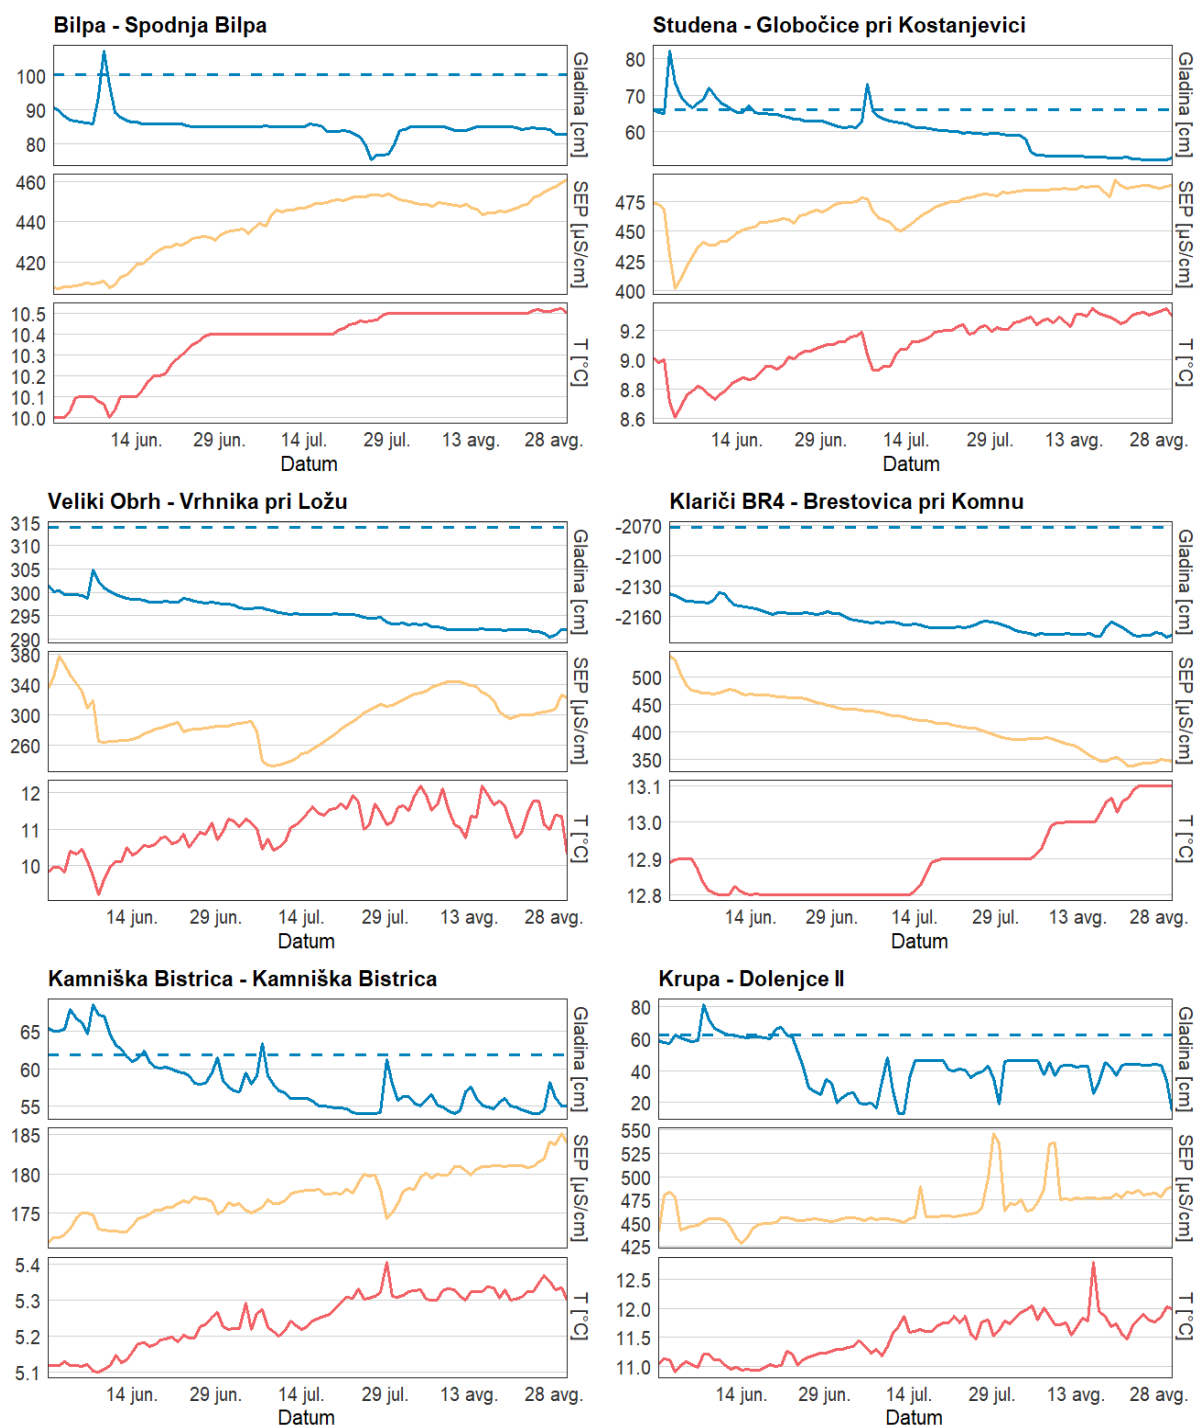 Bilpa - Spodnja Bilpa
100
90
80
Gladina [cm]
460
440
420
SEP [µS/cm]
10.5
10.4
10.3
10.2
10.1
10.0
T [°C]
14 jun. 29 jun. 14 jul. 29 jul. 13 avg. 28 avg.
Datum
Studena - Globočice pri Kostanjevici
80
70
60
Gladina [cm]
475
450
425
400
SEP [µS/cm]
9.2
9.0
8.8
8.6
T [°C]
14 jun. 29 jun. 14 jul. 29 jul. 13 avg. 28 avg.
Datum
Veliki Obrh - Vrhnika pri Ložu
315
310
305
300
295
290
Gladina [cm]
380
340
300
260
SEP [µS/cm]
12
11
10
T [°C]
14 jun. 29 jun. 14 jul. 29 jul. 13 avg. 28 avg.
Datum
Klariči BR4 - Brestovica pri Komnu
-2070
-2100
-2130
-2160
Gladina [cm]
500
450
400
350
SEP [µS/cm]
13.1
13.0
12.9
12.8
T [°C]
14 jun. 29 jun. 14 jul. 29 jul. 13 avg. 28 avg.
Datum
Kamniška Bistrica - Kamniška Bistrica
65
60
55
Gladina [cm]
185
180
175
SEP [µS/cm]
5.4
5.3
5.2
5.1
T [°C]
14 jun. 29 jun. 14 jul. 29 jul. 13 avg. 28 avg.
Datum
Krupa - Dolenjce II
80
60
40
20
Gladina [cm]
550
525
500
475
450
425
SEP [µS/cm]
12.5
12.0
11.5
11.0
T [°C]
14 jun. 29 jun. 14 jul. 29 jul. 13 avg. 28 avg.
Datum